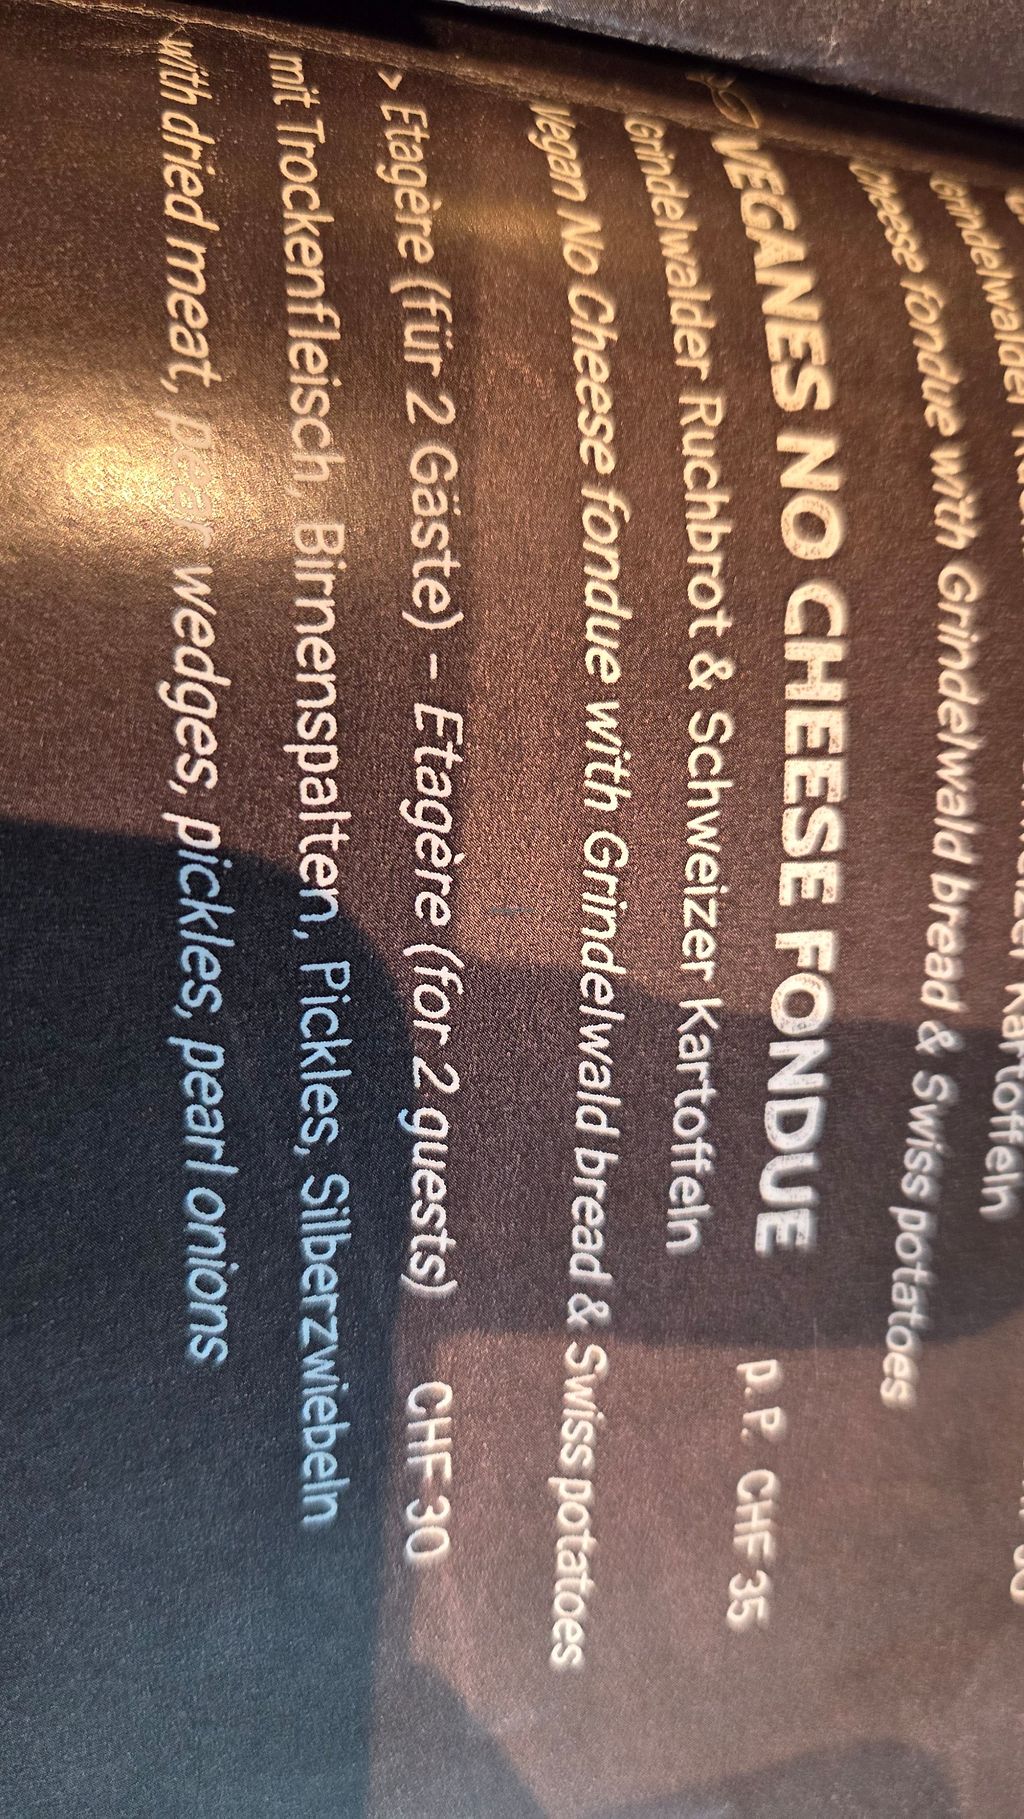 Grindelwalder
Kartoffeln
Cheese fondue with Grindelwald bread & Swiss potatoes
VEGANES NO CHEESE FONDUE p.P. CHF 35
Grindelwalder Ruchbrot & Schweizer Kartoffeln
Vegan No Cheese fondue with Grindelwald bread & Swiss potatoes
> Etagère (für 2 Gäste) - Etagère (for 2 guests) CHF 30
mit Trockenfleisch, Birnenspalten, Pickles, Silberzwiebeln
with dried meat, pear wedges, pickles, pearl onions